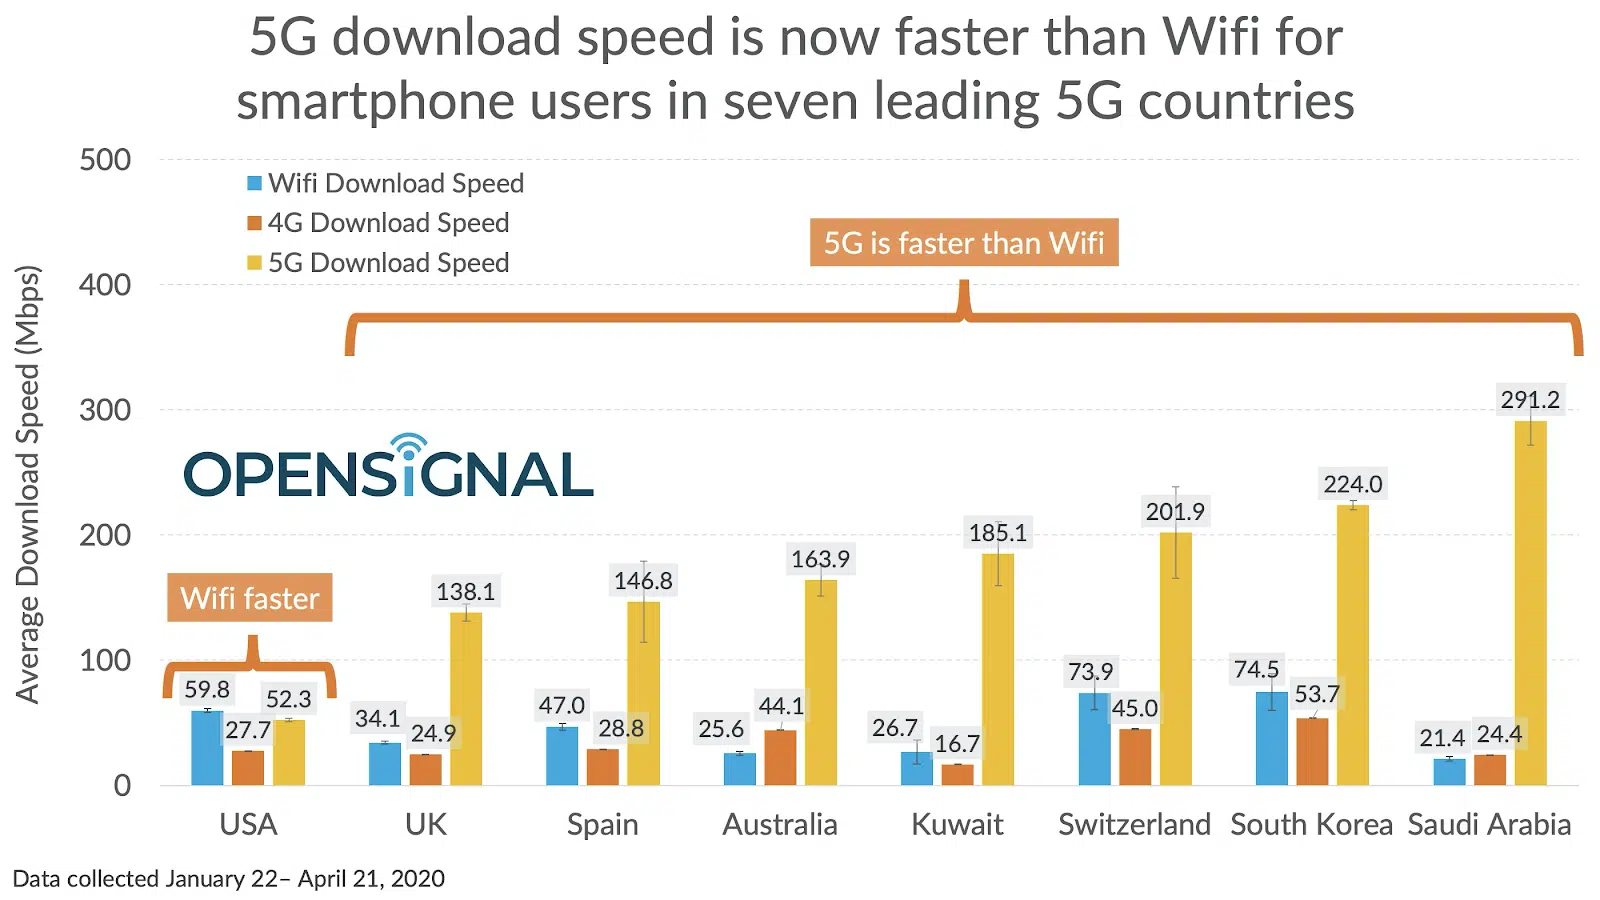 5G download speed is now faster than Wifi for
smartphone users in seven leading 5G countries
Average Download Speed (Mbps)
500
400
300
200
100
0
Wifi Download Speed
4G Download Speed
5G Download Speed
5G is faster than Wifi
OPENSiGNAL
Wifi faster
59.8 27.7 52.3
34.1 24.9 138.1
47.0 28.8 146.8
25.6 44.1 163.9
26.7 16.7 185.1
73.9 45.0 201.9
74.5 53.7 224.0
21.4 24.4 291.2
USA UK Spain Australia Kuwait Switzerland South Korea Saudi Arabia
Data collected January 22– April 21, 2020